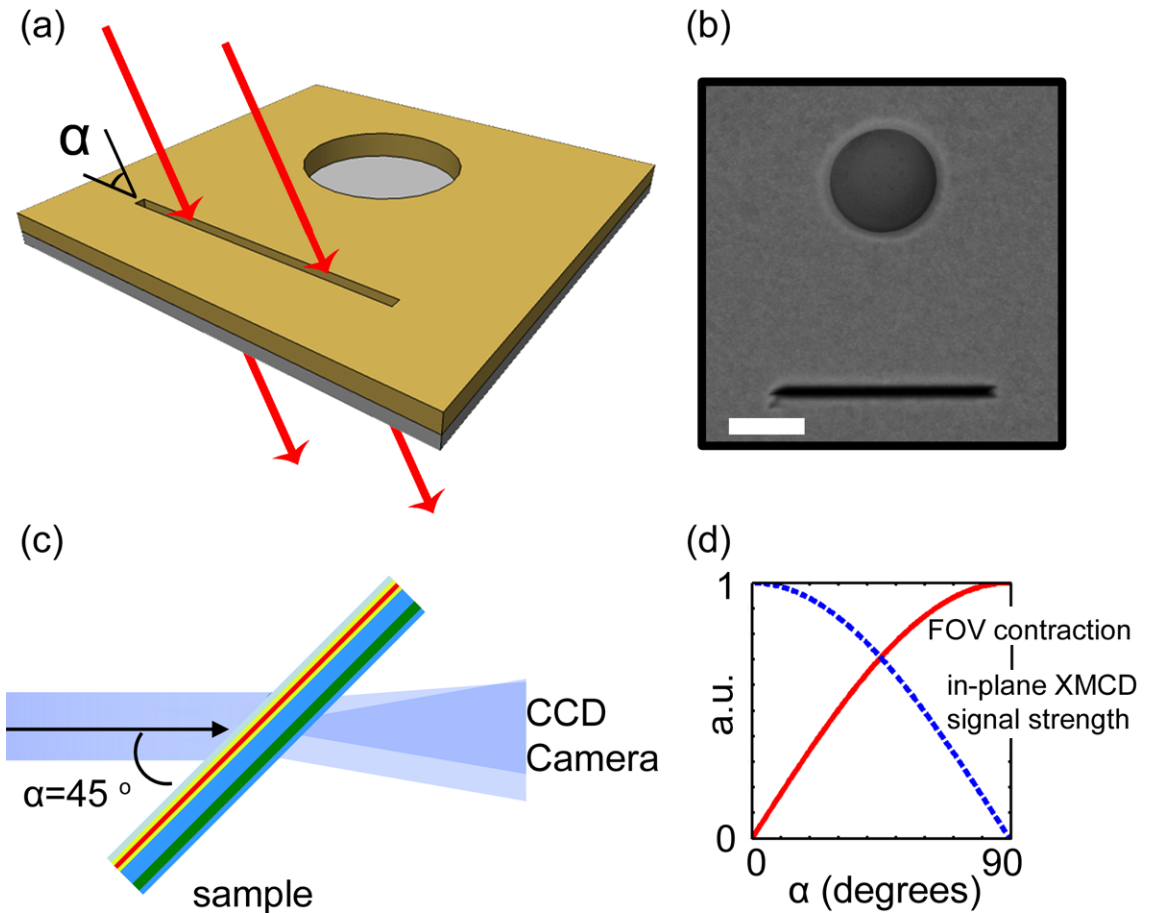 (a)
α
(b)
(c)
α=45 °
sample
CCD
Camera
(d)
1
a.u.
0
FOV contraction
in-plane XMCD
signal strength
0
90
α (degrees)